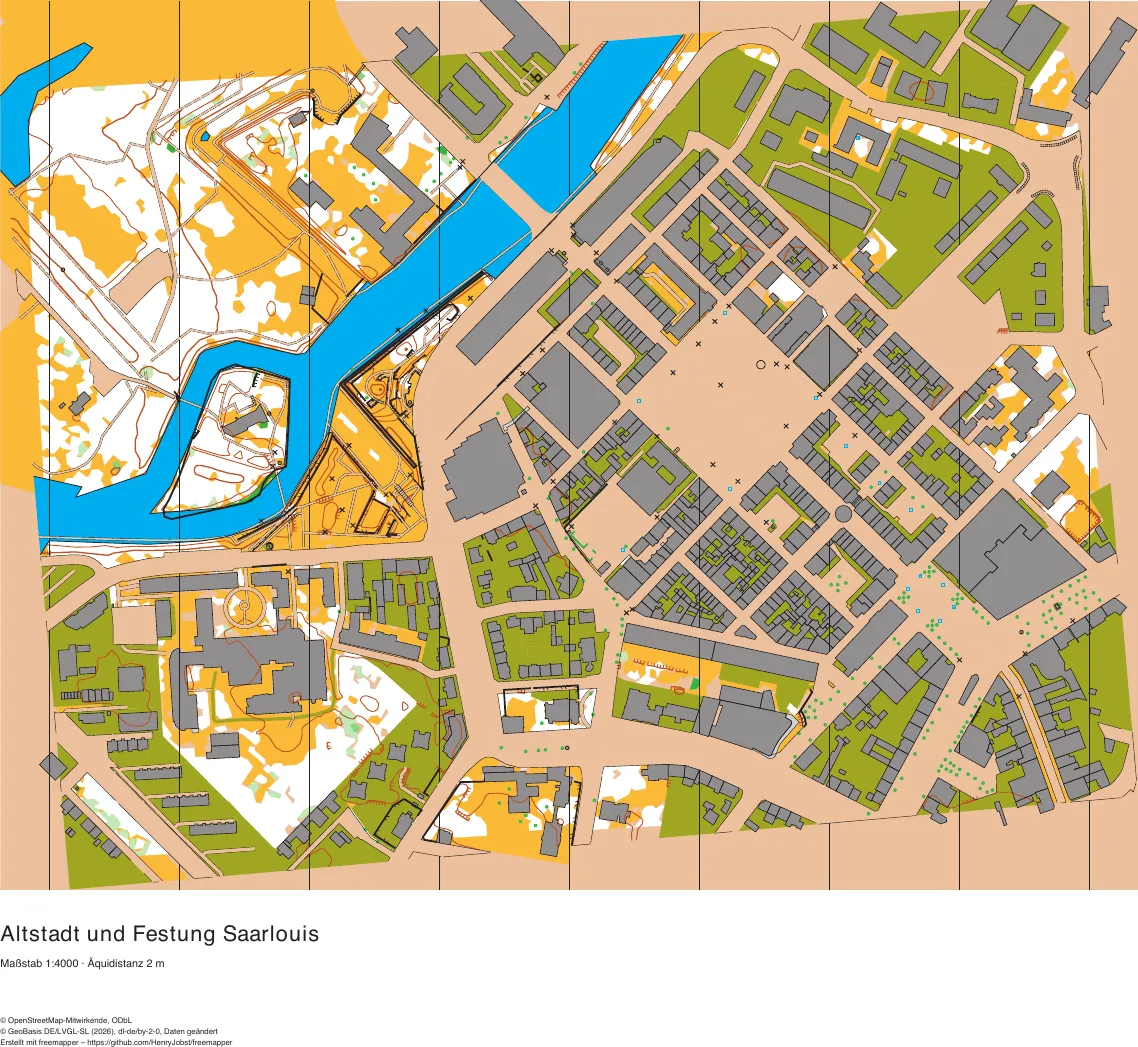 Altstadt und Festung Saarlouis
Maßstab 1:4000 · Äquidistanz 2 m
© OpenStreetMap-Mitwirkende, ODbL
© GeoBasis DE/LVGL-SL (2026), dl-de/by-2-0, Daten geändert
Erstellt mit freemapper – https://github.com/HenryJobst/freemapper